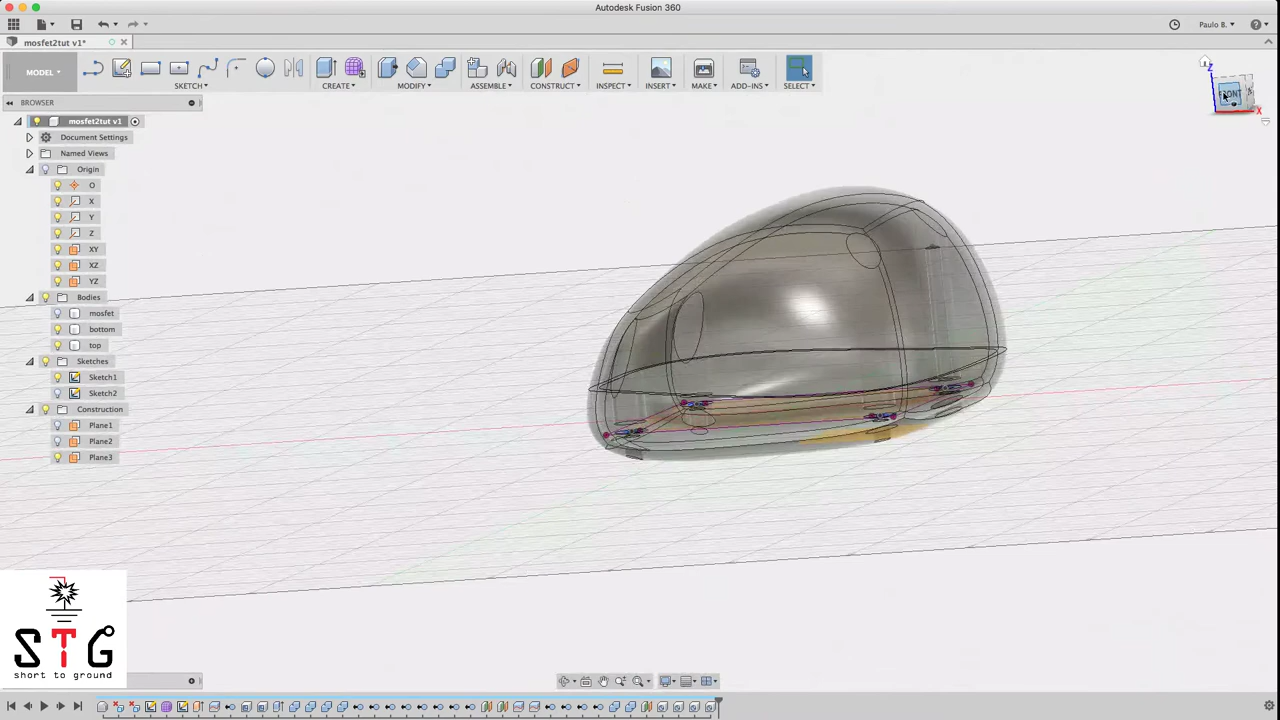 Autodesk Fusion 360
Paulo B.
mosfet2tut v1*
MODEL
SKETCH
CREATE
MODIFY
ASSEMBLE
CONSTRUCT
INSPECT
INSERT
MAKE
ADD-INS
SELECT
Z
FRONT
X
BROWSER
mosfet2tut v1
Document Settings
Named Views
Origin
O
X
Y
Z
XY
XZ
YZ
Bodies
mosfet
bottom
top
Sketches
Sketch1
Sketch2
Construction
Plane1
Plane2
Plane3
STG
short to ground